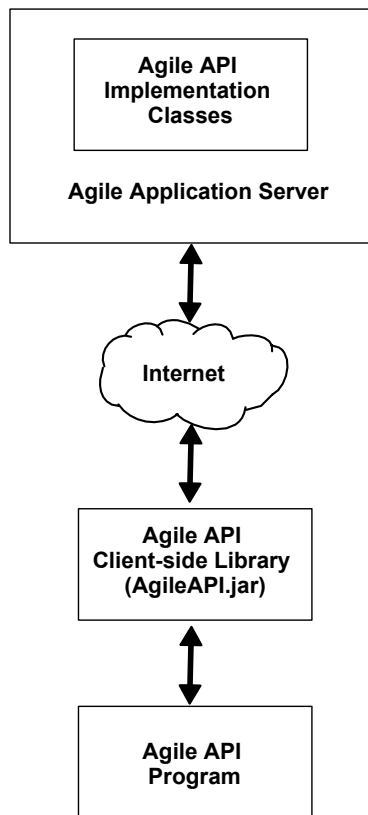 Agile API
Implementation
Classes
Agile Application Server
Internet
Agile API
Client-side Library
(AgileAPI.jar)
Agile API
Program